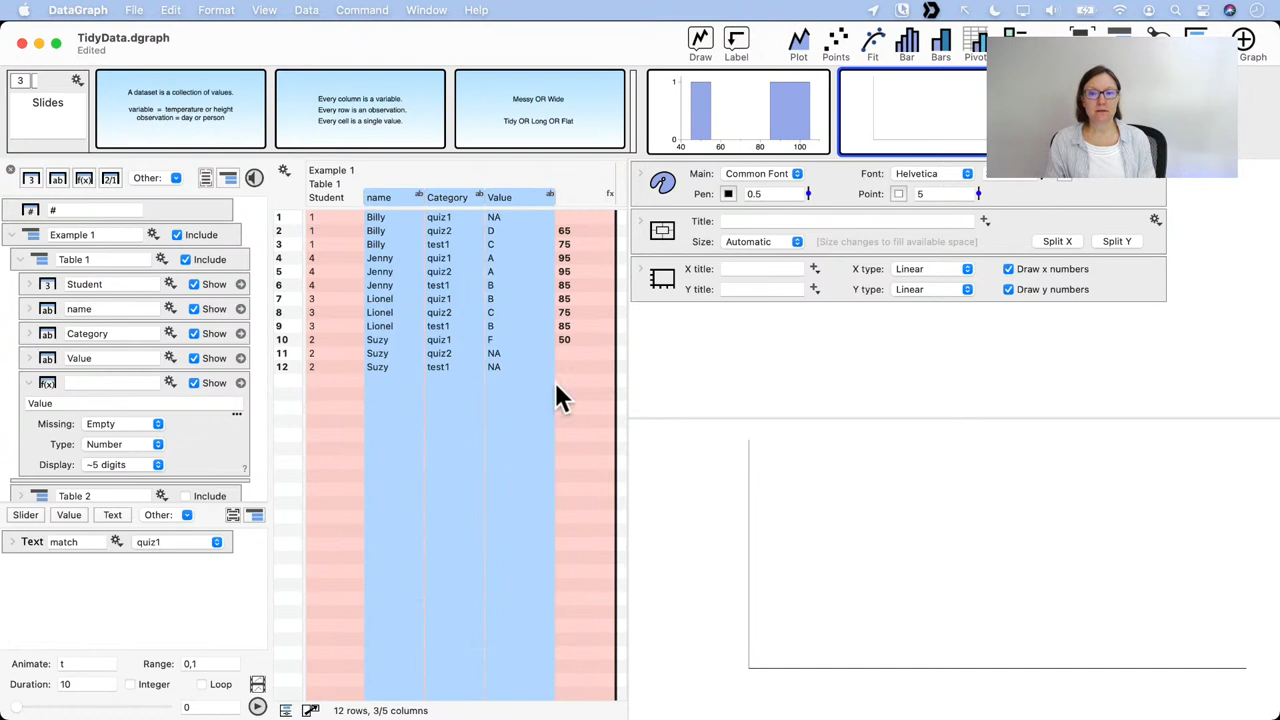 DataGraph File Edit Format View Data Command Window Help
TidyData.dgraph
Edited
Draw Label Plot Points Fit Bar Bars Pivot Graph
3
Slides
A dataset is a collection of values.
variable = temperature or height
observation = day or person
Every column is a variable.
Every row is an observation.
Every cell is a single value.
Messy OR Wide
Tidy OR Long OR Flat
1
0
40 60 80 100
3 ab f(x) 2/1 Other:
# #
Example 1 Include
Table 1 Include
3 Student Show
ab name Show
ab Category Show
ab Value Show
f(x) Show
Value
•••
Missing: Empty
Type: Number
Display: ~5 digits
?
Table 2 Include
Slider Value Text Other:
Text match quiz1
Animate: t Range: 0,1
Duration: 10 Integer Loop
0
Example 1
Table 1
Student name ab Category ab Value ab fx
1 1 Billy quiz1 NA
2 1 Billy quiz2 D 65
3 1 Billy test1 C 75
4 4 Jenny quiz1 A 95
5 4 Jenny quiz2 A 95
6 4 Jenny test1 B 85
7 3 Lionel quiz1 B 85
8 3 Lionel quiz2 C 75
9 3 Lionel test1 B 85
10 2 Suzy quiz1 F 50
11 2 Suzy quiz2 NA
12 2 Suzy test1 NA
12 rows, 3/5 columns
Main: Common Font Font: Helvetica
Pen: 0.5 Point: 5
Title:
Size: Automatic [Size changes to fill available space] Split X Split Y
X title: X type: Linear Draw x numbers
Y title: Y type: Linear Draw y numbers